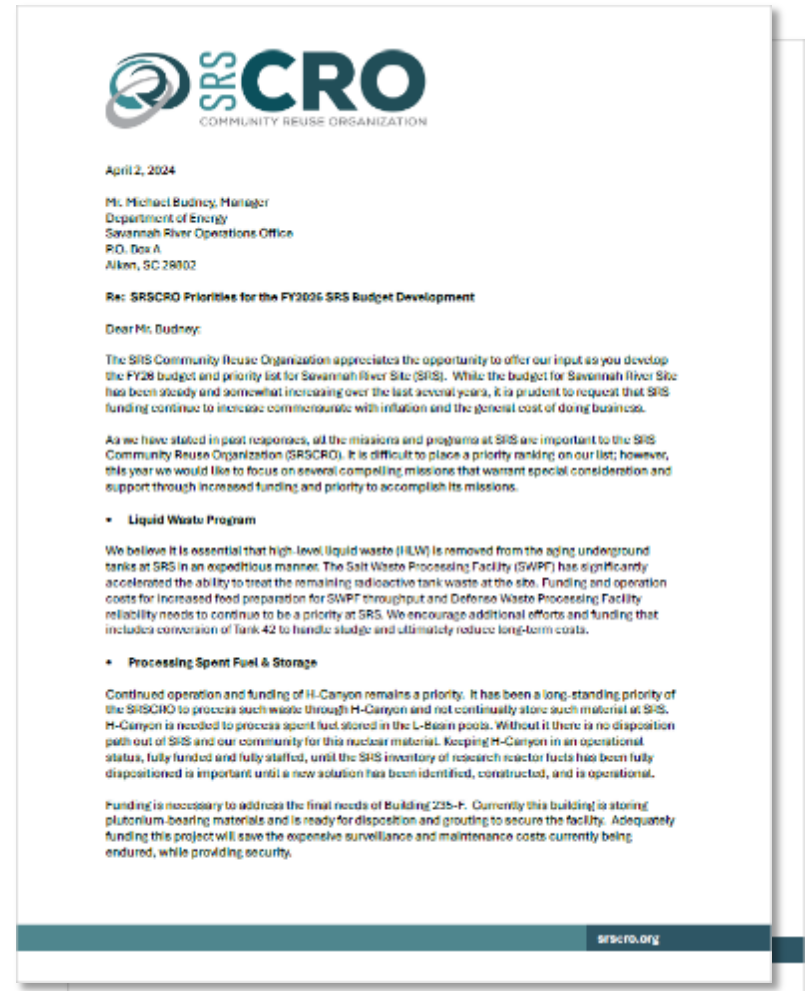 SRS CRO
COMMUNITY REUSE ORGANIZATION
April 2, 2024
Mr. Michael Budney, Manager
Department of Energy
Savannah River Operations Office
P.O. Box A
Aiken, SC 29802
Re: SRSCRO Priorities for the FY2026 SRS Budget Development
Dear Mr. Budney:
The SRS Community Reuse Organization appreciates the opportunity to offer our input as you develop
the FY26 budget and priority list for Savannah River Site (SRS). While the budget for Savannah River Site
has been steady and somewhat increasing over the last several years, it is prudent to request that SRS
funding continue to increase commensurate with inflation and the general cost of doing business.
As we have stated in past responses, all the missions and programs at SRS are important to the SRS
Community Reuse Organization (SRSCRO). It is difficult to place a priority ranking on our list; however,
this year we would like to focus on several compelling missions that warrant special consideration and
support through increased funding and priority to accomplish its missions.
• Liquid Waste Program
We believe it is essential that high-level liquid waste (HLW) is removed from the aging underground
tanks at SRS in an expeditious manner. The Salt Waste Processing Facility (SWPF) has significantly
accelerated the ability to treat the remaining radioactive tank waste at the site. Funding and operation
costs for increased feed preparation for SWPF throughput and Defense Waste Processing Facility
reliability needs to continue to be a priority at SRS. We encourage additional efforts and funding that
includes conversion of Tank 42 to handle sludge and ultimately reduce long-term costs.
• Processing Spent Fuel & Storage
Continued operation and funding of H-Canyon remains a priority. It has been a long-standing priority of
the SRSCRO to process such waste through H-Canyon and not continually store such material at SRS.
H-Canyon is needed to process spent fuel stored in the L-Basin pools. Without it there is no disposition
path out of SRS and our community for this nuclear material. Keeping H-Canyon in an operational
status, fully funded and fully staffed, until the SRS inventory of research reactor fuels has been fully
dispositioned is important until a new solution has been identified, constructed, and is operational.
Funding is necessary to address the final needs of Building 235-F. Currently this building is storing
plutonium-bearing materials and is ready for disposition and grouting to secure the facility. Adequately
funding this project will save the expensive surveillance and maintenance costs currently being
endured, while providing security.
srscro.org